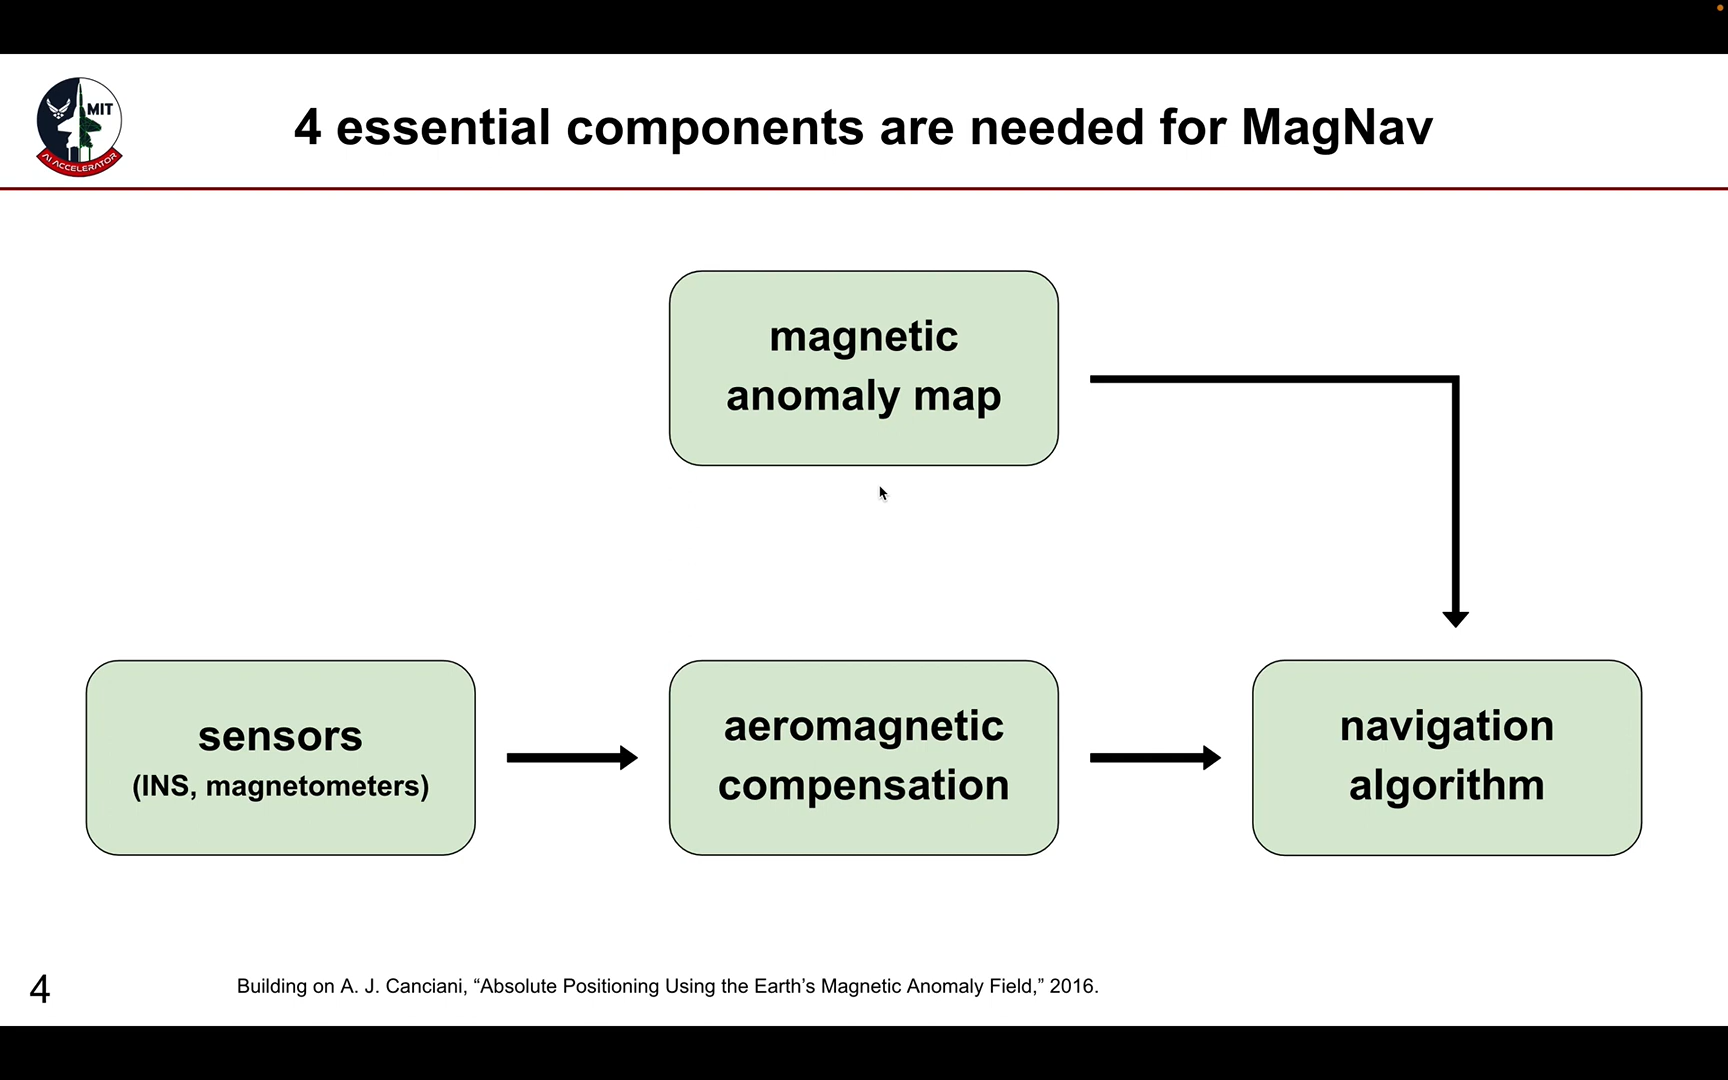 MIT
AI ACCELERATOR
4 essential components are needed for MagNav
magnetic
anomaly map
sensors
(INS, magnetometers)
aeromagnetic
compensation
navigation
algorithm
4
Building on A. J. Canciani, “Absolute Positioning Using the Earth’s Magnetic Anomaly Field,” 2016.